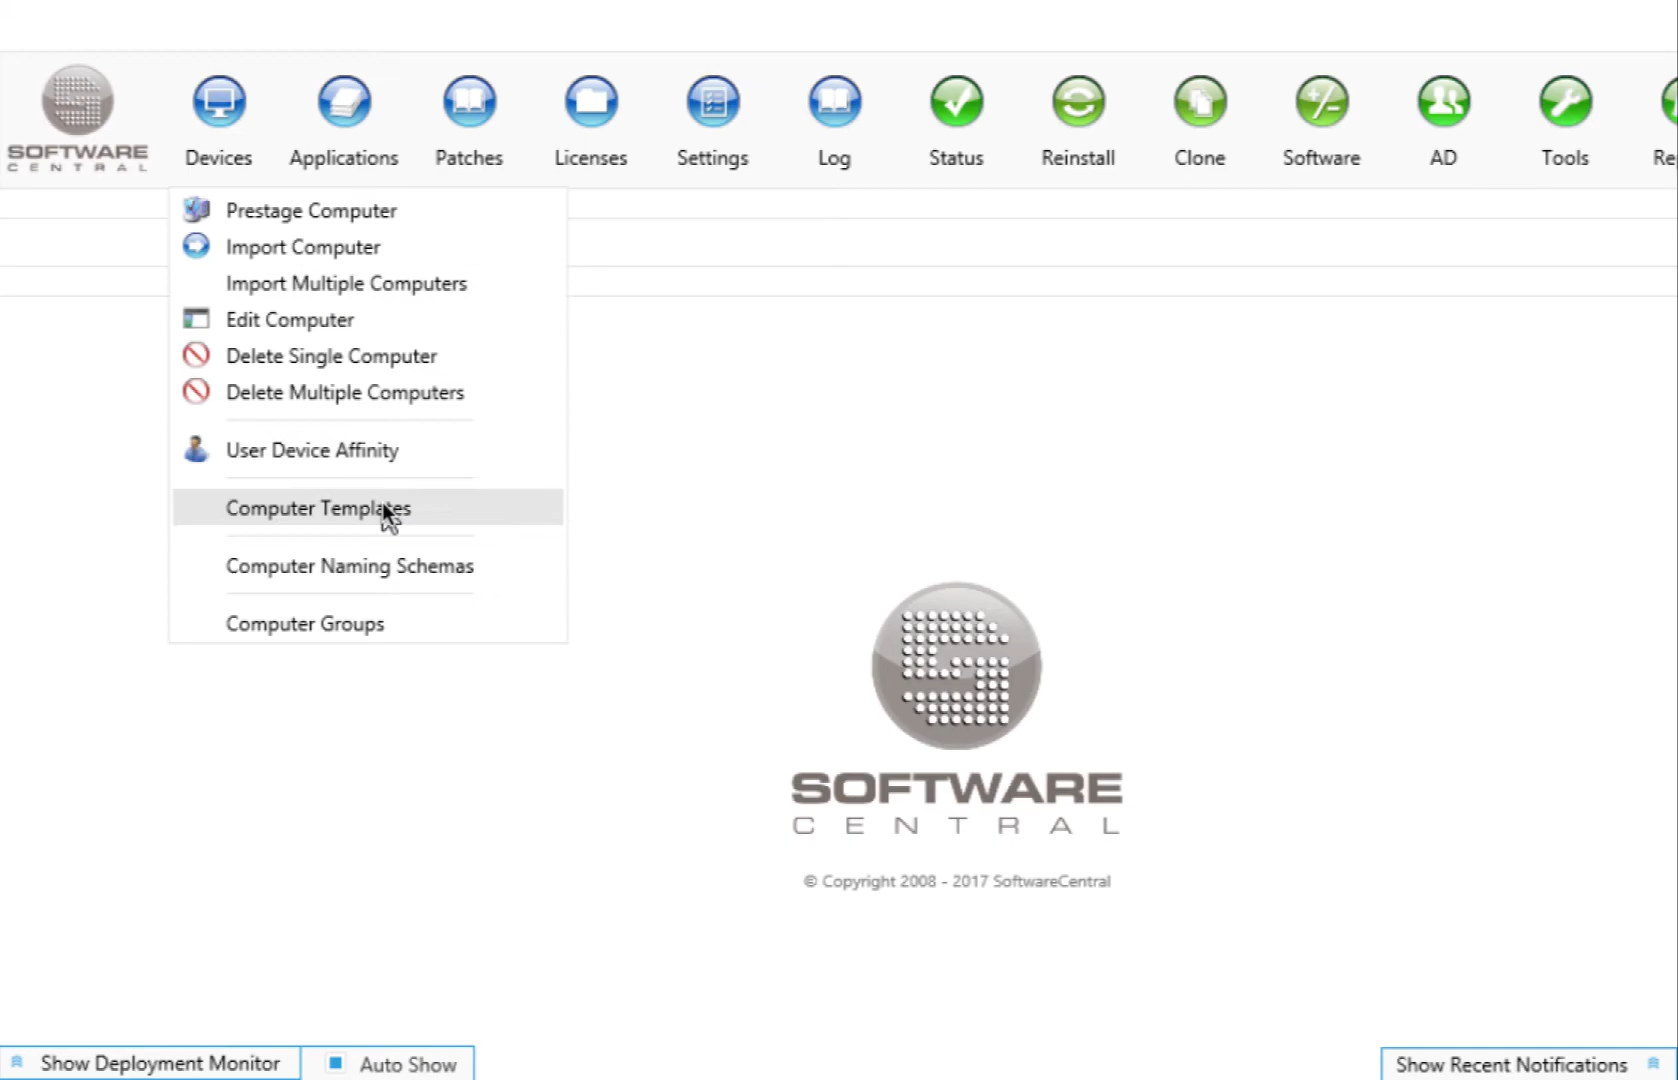 SOFTWARE
CENTRAL
Devices
Applications
Patches
Licenses
Settings
Log
Status
Reinstall
Clone
Software
AD
Tools
Re
Prestage Computer
Import Computer
Import Multiple Computers
Edit Computer
Delete Single Computer
Delete Multiple Computers
User Device Affinity
Computer Templates
Computer Naming Schemas
Computer Groups
SOFTWARE
CENTRAL
© Copyright 2008 - 2017 SoftwareCentral
Show Deployment Monitor
Auto Show
Show Recent Notifications